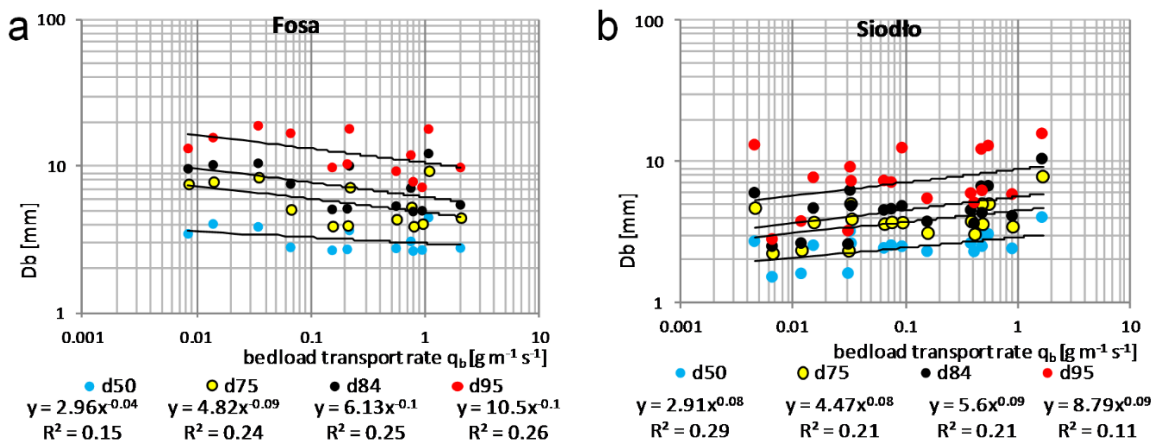 a
Fosa
100
10
1
Db [mm]
0.001 0.01 0.1 1 10
bedload transport rate q_b [g m⁻¹ s⁻¹]
d50 d75 d84 d95
y = 2.96x⁻⁰·⁰⁴ y = 4.82x⁻⁰·⁰⁹ y = 6.13x⁻⁰·¹ y = 10.5x⁻⁰·¹
R² = 0.15 R² = 0.24 R² = 0.25 R² = 0.26
b
Siodło
100
10
1
Db [mm]
0.001 0.01 0.1 1 10
bedload transport rate q_b [g m⁻¹ s⁻¹]
d50 d75 d84 d95
y = 2.91x⁰·⁰⁸ y = 4.47x⁰·⁰⁸ y = 5.6x⁰·⁰⁹ y = 8.79x⁰·⁰⁹
R² = 0.29 R² = 0.21 R² = 0.21 R² = 0.11